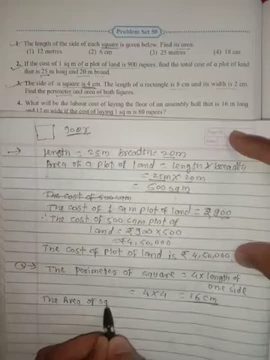 Problem Set 50
1. The length of the side of each square is given below. Find its area.
(1) 12 metres (2) 6 cm (3) 25 metres (4) 18 cm
2. If the cost of 1 sq m of a plot of land is 900 rupees, find the total cost of a plot of land
that is 25 m long and 20 m broad.
3. The side of a square is 4 cm. The length of a rectangle is 8 cm and its width is 2 cm.
Find the perimeter and area of both figures.
4. What will be the labour cost of laying the floor of an assembly hall that is 16 m long
and 12 m wide if the cost of laying 1 sq m is 80 rupees?
→ Length = 25m breadth = 20m
Area of a plot of land = Length × breadth
= 25m × 20m
= 500 sqm
The cost of 500 sqm
The cost of 1 sqm plot of land = ₹ 900
∴ The cost of 500 sqm plot of
land = ₹ 900 × 500
= ₹ 4,50,000
The cost of plot of land is ₹ 4,50,000
The perimeter of square = 4 × length of
one side
= 4 × 4 = 16 cm
The Area of sq